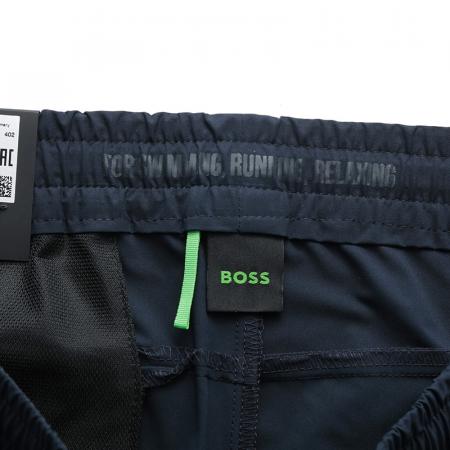 402
FOR SWIMMING, RUNNING, RELAXING
BOSS